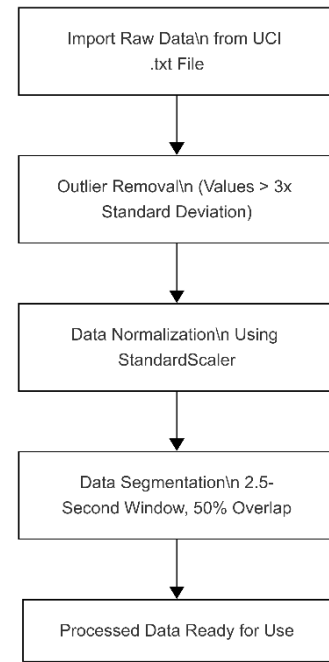 Import Raw Data\n from UCI
.txt File
Outlier Removal\n (Values > 3x
Standard Deviation)
Data Normalization\n Using
StandardScaler
Data Segmentation\n 2.5-
Second Window, 50% Overlap
Processed Data Ready for Use